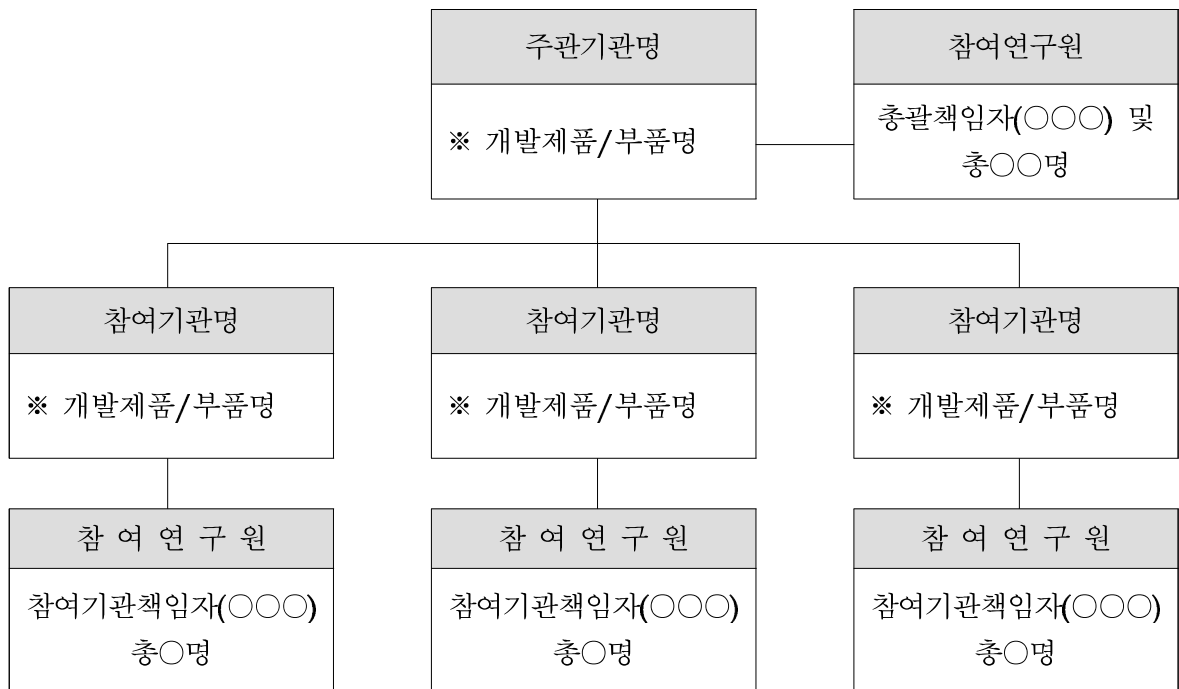 주관기관명
※ 개발제품/부품명
참여연구원
총괄책임자(○○○) 및
총○○명
참여기관명
※ 개발제품/부품명
참여기관명
※ 개발제품/부품명
참여기관명
※ 개발제품/부품명
참 여 연 구 원
참여기관책임자(○○○)
총○명
참 여 연 구 원
참여기관책임자(○○○)
총○명
참 여 연 구 원
참여기관책임자(○○○)
총○명